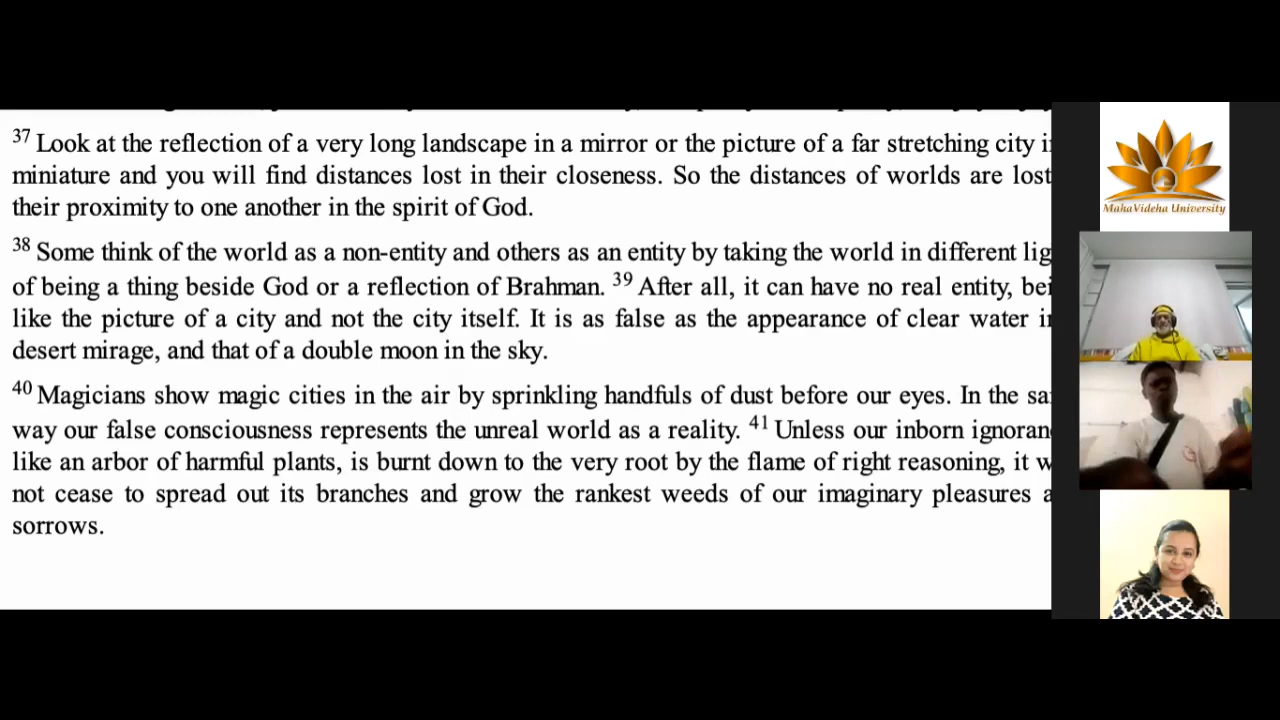 37 Look at the reflection of a very long landscape in a mirror or the picture of a far stretching city
miniature and you will find distances lost in their closeness. So the distances of worlds are lost
their proximity to one another in the spirit of God.
38 Some think of the world as a non-entity and others as an entity by taking the world in different lig
of being a thing beside God or a reflection of Brahman. 39 After all, it can have no real entity, bei
like the picture of a city and not the city itself. It is as false as the appearance of clear water
desert mirage, and that of a double moon in the sky.
40 Magicians show magic cities in the air by sprinkling handfuls of dust before our eyes. In the sa
way our false consciousness represents the unreal world as a reality. 41 Unless our inborn ignoran
like an arbor of harmful plants, is burnt down to the very root by the flame of right reasoning, it w
not cease to spread out its branches and grow the rankest weeds of our imaginary pleasures a
sorrows.
MahaVideha University